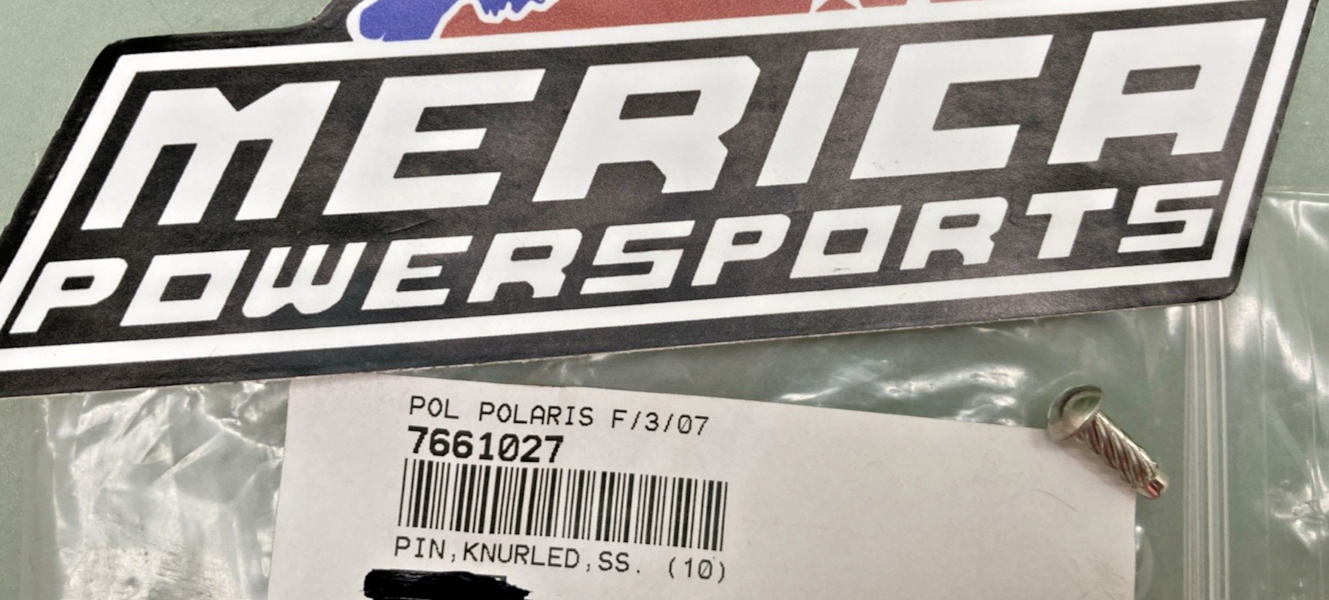 MERICA
POWERSPORTS
POL POLARIS F/3/07
7661027
PIN,KNURLED,SS. (10)